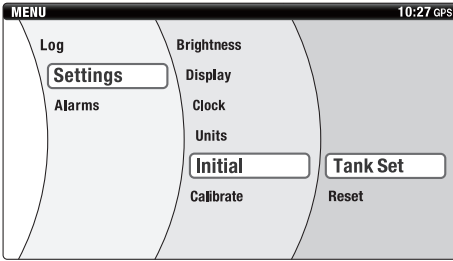 MENU 10:27 GPS
Log
Settings
Alarms
Brightness
Display
Clock
Units
Initial
Calibrate
Tank Set
Reset